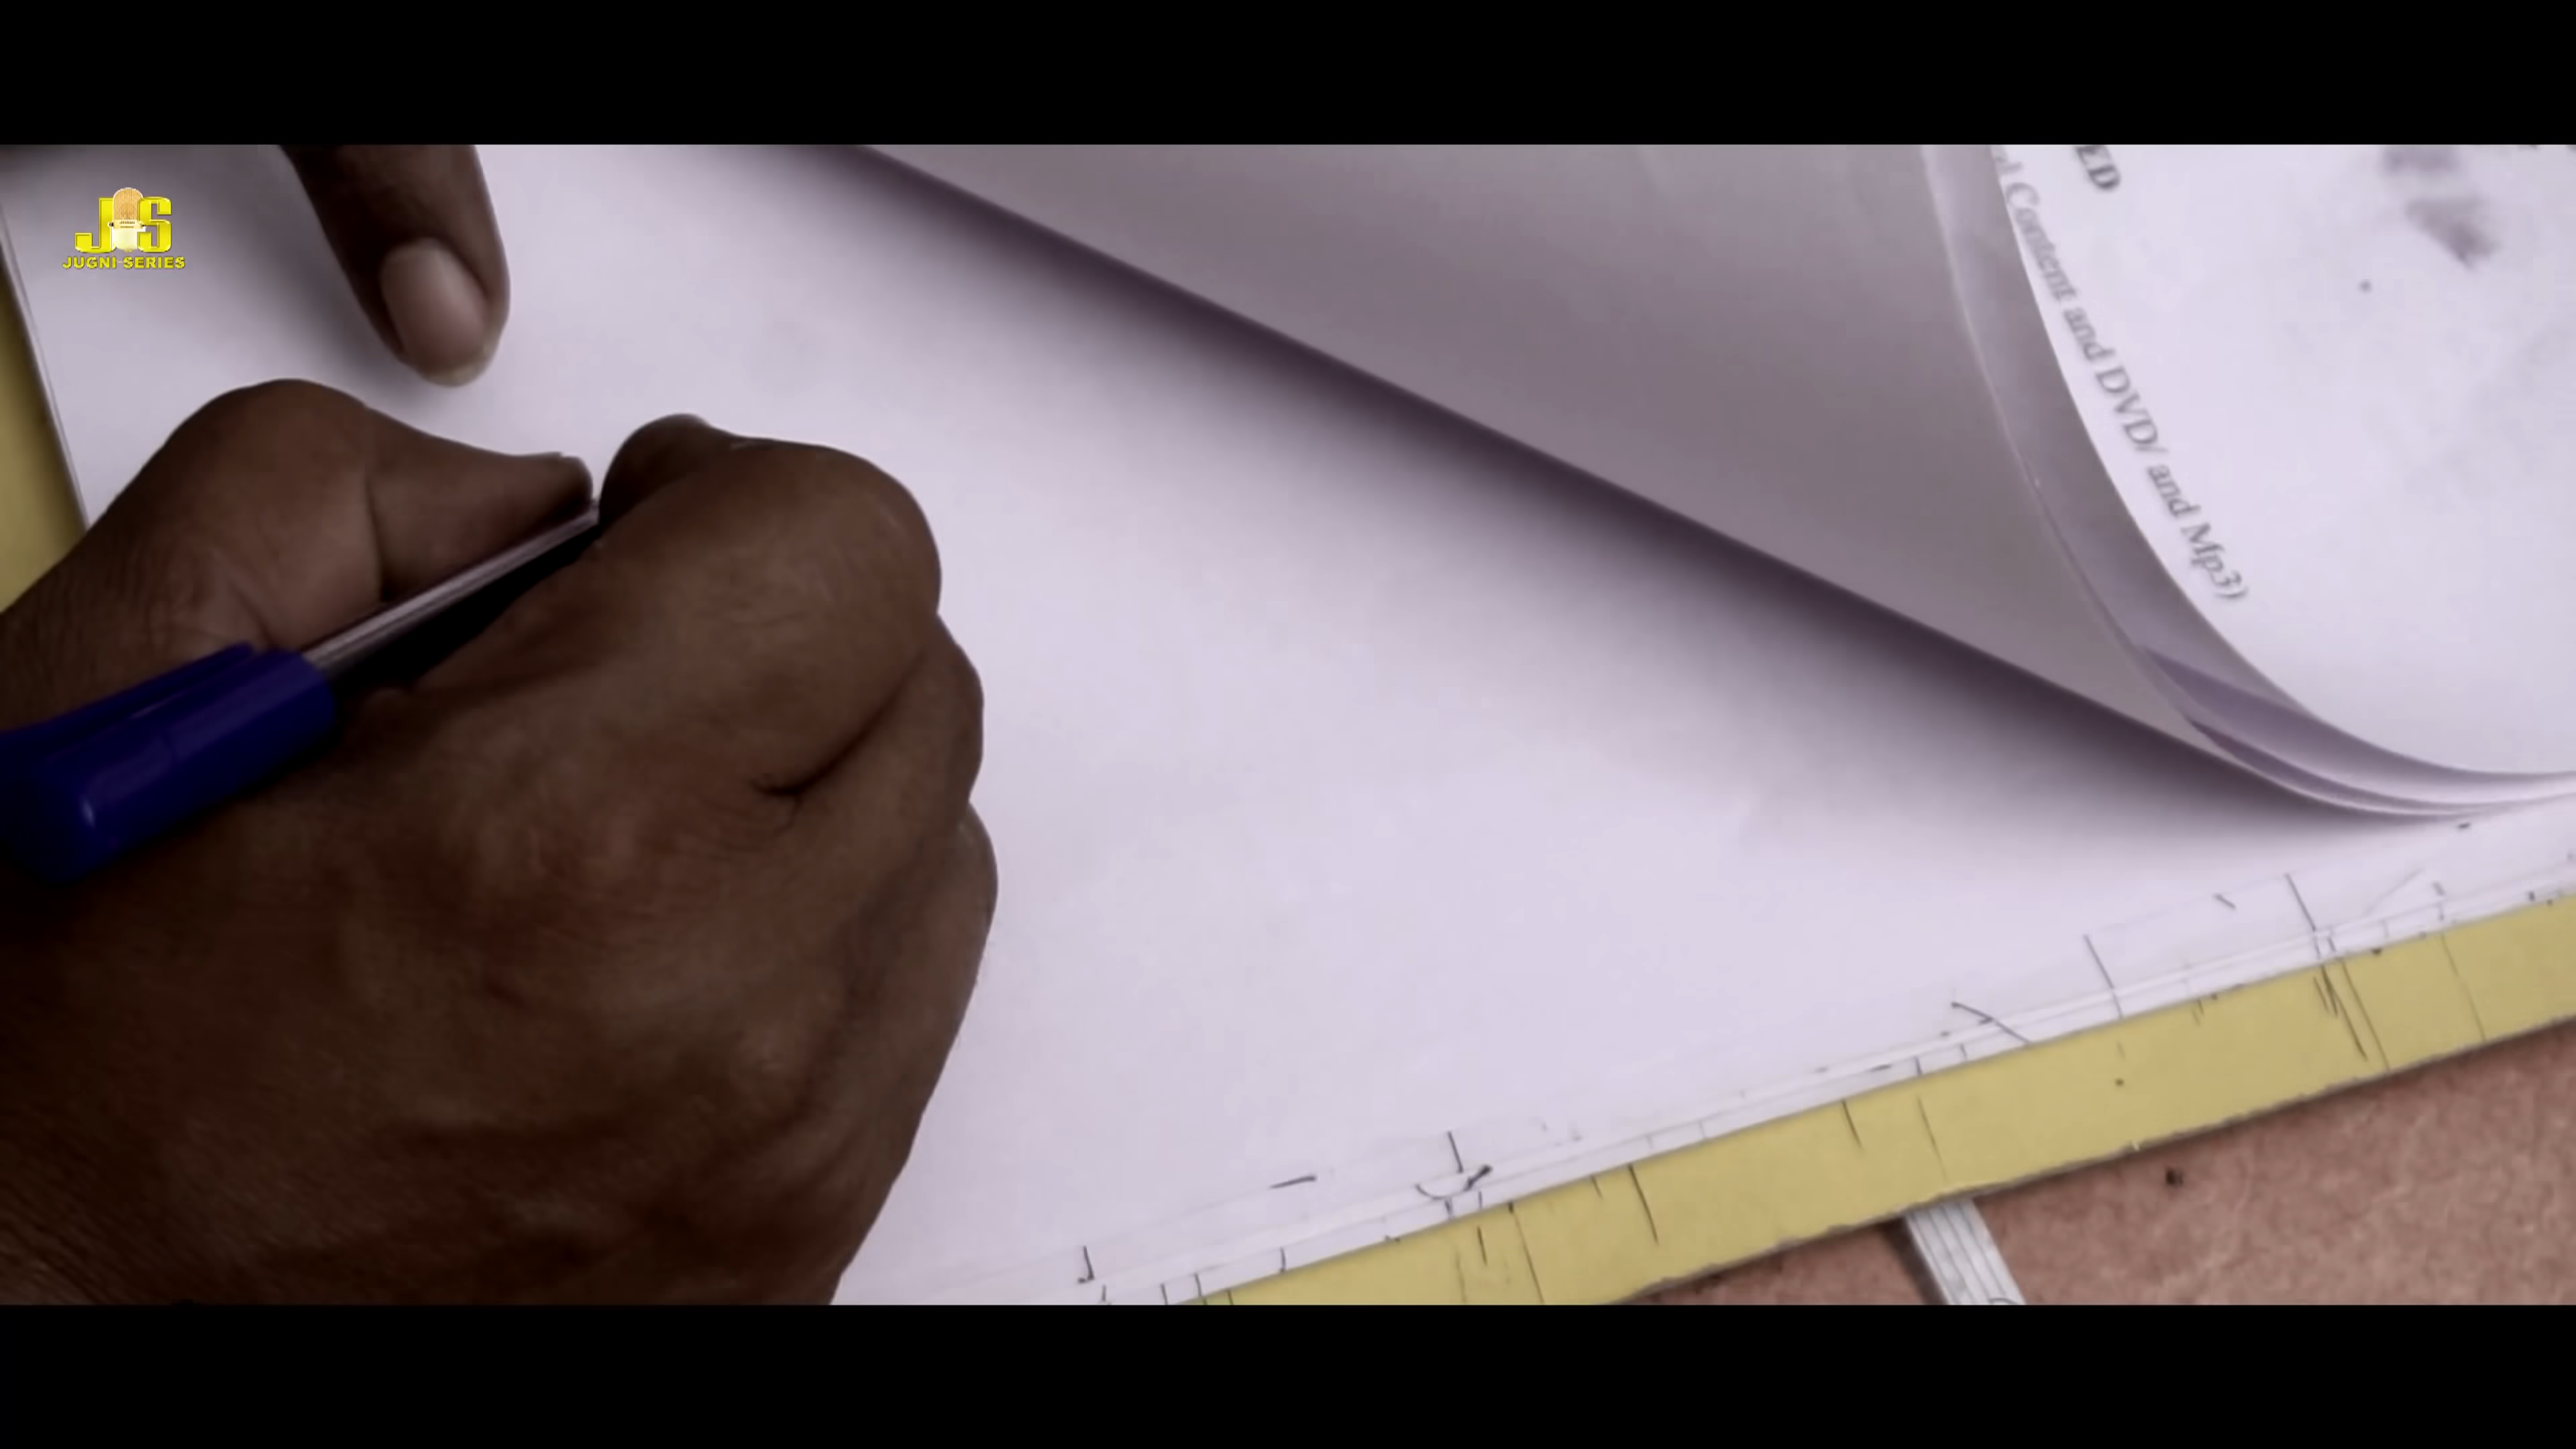 JS
JUGNI SERIES
ED
Content and DVD/ and Mp3)